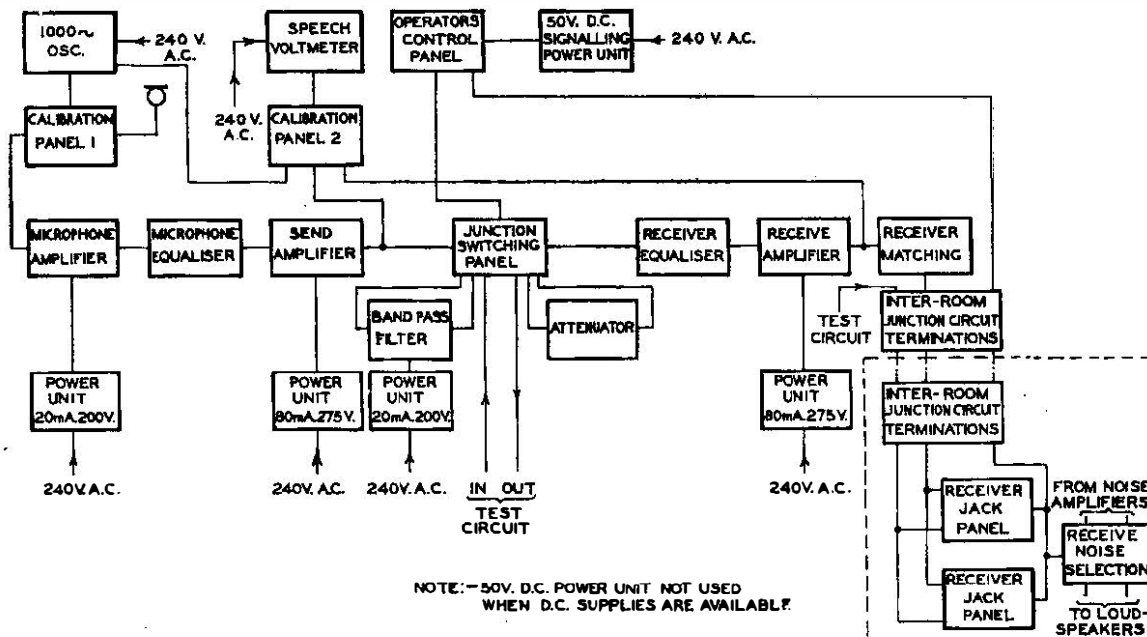 1000~
OSC.
240 V.
A.C.
SPEECH
VOLTMETER
OPERATORS
CONTROL
PANEL
50V. D.C.
SIGNALLING
POWER UNIT
240 V. A.C.
CALIBRATION
PANEL 1
240 V.
A.C.
CALIBRATION
PANEL 2
MICROPHONE
AMPLIFIER
MICROPHONE
EQUALISER
SEND
AMPLIFIER
JUNCTION
SWITCHING
PANEL
RECEIVER
EQUALISER
RECEIVE
AMPLIFIER
RECEIVER
MATCHING
BAND PASS
FILTER
ATTENUATOR
TEST
CIRCUIT
INTER-ROOM
JUNCTION CIRCUIT
TERMINATIONS
POWER
UNIT
20mA.200V.
POWER
UNIT
80mA.275V.
POWER
UNIT
20mA.200V.
POWER
UNIT
80mA.275V.
INTER-ROOM
JUNCTION CIRCUIT
TERMINATIONS
240V. A.C.
240V. A.C.
240V. A.C.
IN OUT
TEST
CIRCUIT
240V. A.C.
RECEIVER
JACK
PANEL
FROM NOISE
AMPLIFIERS
RECEIVE
NOISE
SELECTION
RECEIVER
JACK
PANEL
TO LOUD-
SPEAKERS
NOTE:- 50V. D.C. POWER UNIT NOT USED
WHEN D.C. SUPPLIES ARE AVAILABLE.